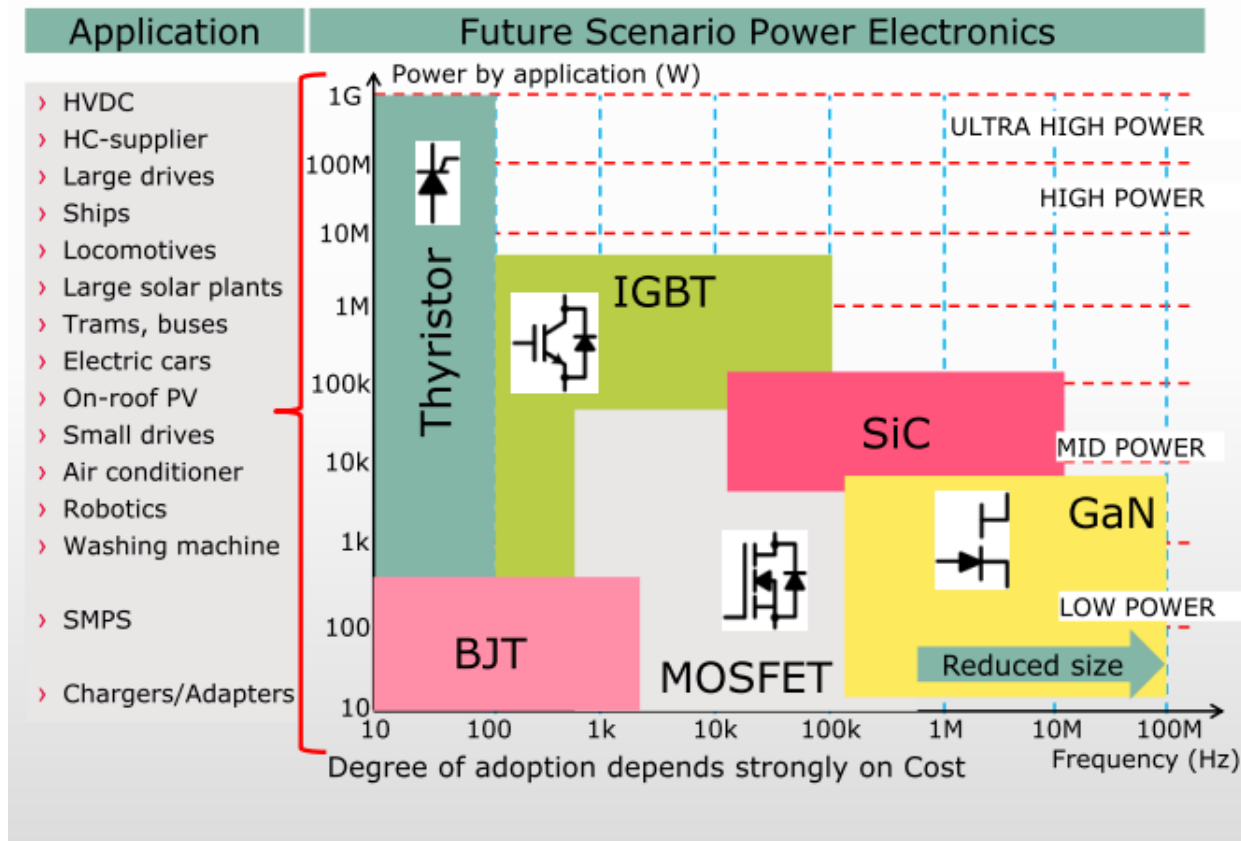 Application
Future Scenario Power Electronics
› HVDC
› HC-supplier
› Large drives
› Ships
› Locomotives
› Large solar plants
› Trams, buses
› Electric cars
› On-roof PV
› Small drives
› Air conditioner
› Robotics
› Washing machine
› SMPS
› Chargers/Adapters
Power by application (W)
1G
100M
10M
1M
100k
10k
1k
100
10
ULTRA HIGH POWER
HIGH POWER
MID POWER
LOW POWER
Thyristor
IGBT
SiC
GaN
BJT
MOSFET
Reduced size
10 100 1k 10k 100k 1M 10M 100M
Frequency (Hz)
Degree of adoption depends strongly on Cost